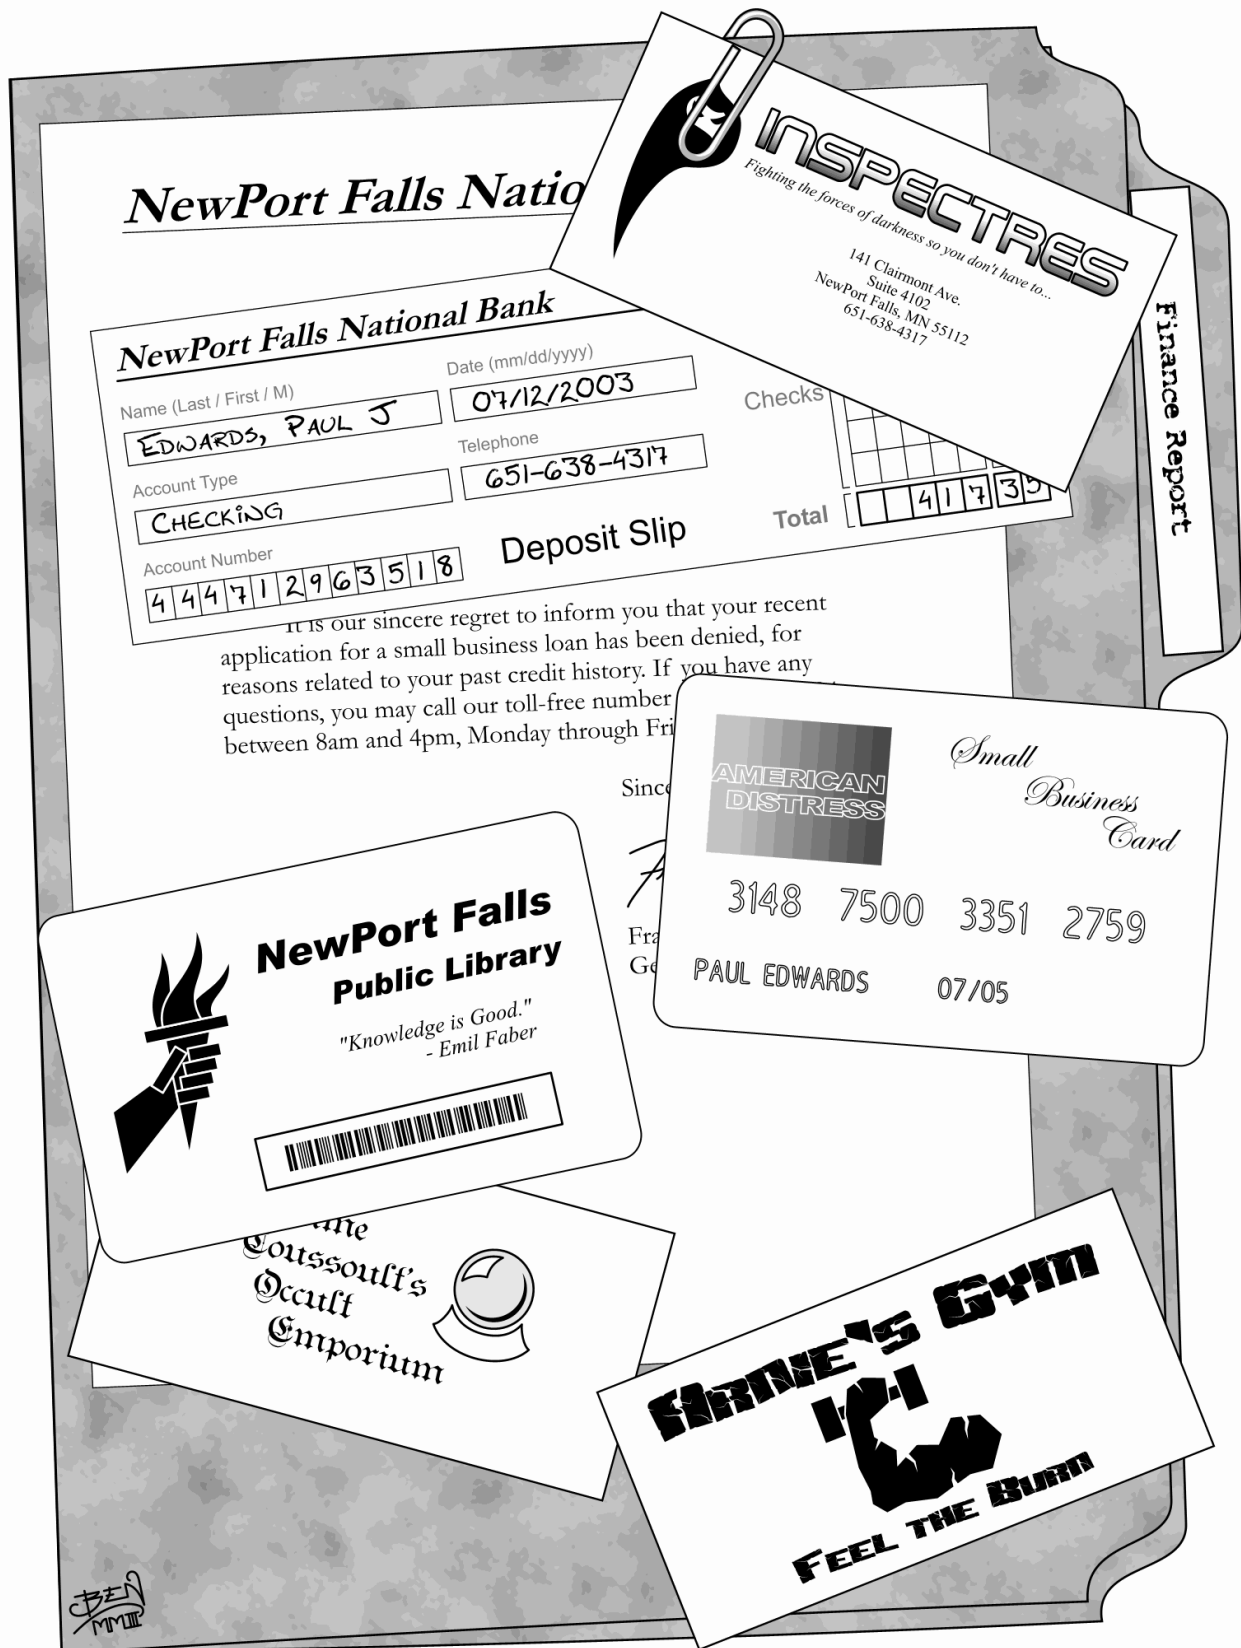 NewPort Falls Natio
INSPECTRES
Fighting the forces of darkness so you don't have to...
141 Clairmont Ave.
Suite 4102
NewPort Falls, MN 55112
651-638-4317
Finance Report
NewPort Falls National Bank
Name (Last / First / M)
EDWARDS, PAUL J
Date (mm/dd/yyyy)
07/12/2003
Account Type
CHECKING
Telephone
651-638-4317
Account Number
444712963518
Deposit Slip
Checks
Total
41735
It is our sincere regret to inform you that your recent
application for a small business loan has been denied, for
reasons related to your past credit history. If you have any
questions, you may call our toll-free number
between 8am and 4pm, Monday through Fri
Since
Fra
Ge
AMERICAN
DISTRESS
Small
Business
Card
3148 7500 3351 2759
PAUL EDWARDS 07/05
NewPort Falls
Public Library
"Knowledge is Good."
- Emil Faber
Coussoult's
Occult
Emporium
ARNIE'S GYM
FEEL THE BURN
BEN
MMIII